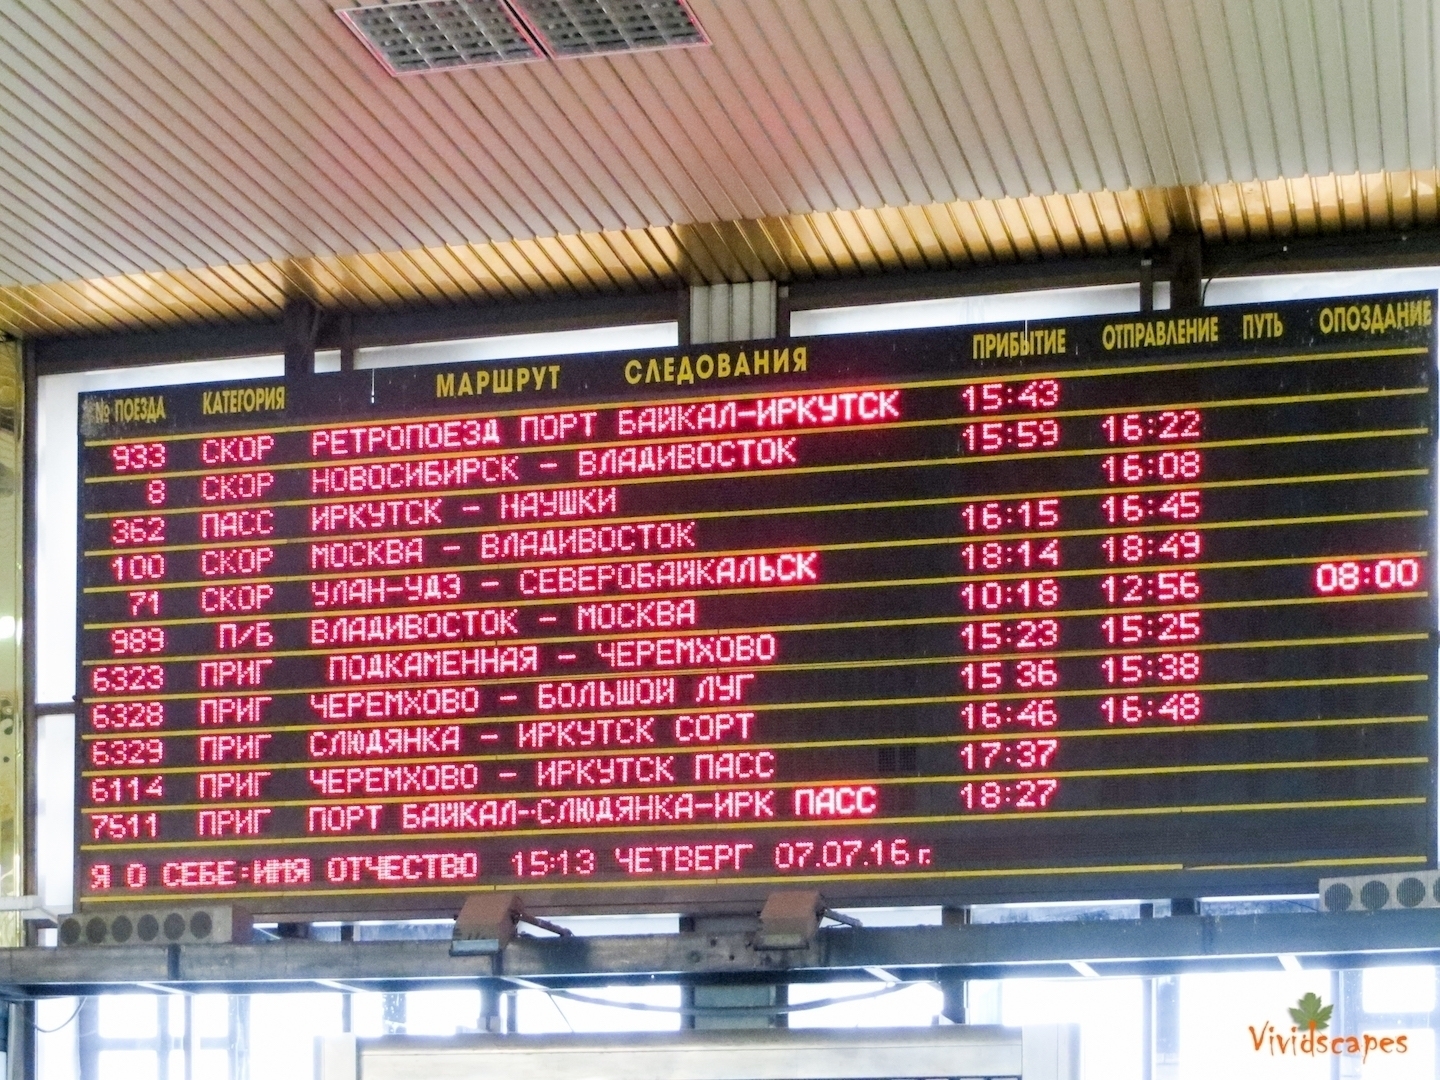 № ПОЕЗДА КАТЕГОРИЯ МАРШРУТ СЛЕДОВАНИЯ ПРИБЫТИЕ ОТПРАВЛЕНИЕ ПУТЬ ОПОЗДАНИЕ
933 СКОР РЕТРОПОЕЗД ПОРТ БАЙКАЛ-ИРКУТСК 15:43
8 СКОР НОВОСИБИРСК - ВЛАДИВОСТОК 15:59 16:22
362 ПАСС ИРКУТСК - НАУШКИ 16:08
100 СКОР МОСКВА - ВЛАДИВОСТОК 16:15 16:45
71 СКОР УЛАН-УДЭ - СЕВЕРОБАЙКАЛЬСК 18:14 18:49
989 П/Б ВЛАДИВОСТОК - МОСКВА 10:18 12:56 08:00
6323 ПРИГ ПОДКАМЕННАЯ - ЧЕРЕМХОВО 15:23 15:25
6328 ПРИГ ЧЕРЕМХОВО - БОЛЬШОЙ ЛУГ 15 36 15:38
6329 ПРИГ СЛЮДЯНКА - ИРКУТСК СОРТ 16:46 16:48
6114 ПРИГ ЧЕРЕМХОВО - ИРКУТСК ПАСС 17:37
7611 ПРИГ ПОРТ БАЙКАЛ-СЛЮДЯНКА-ИРК ПАСС 18:27
Я О СЕБЕ:ИМЯ ОТЧЕСТВО 15:13 ЧЕТВЕРГ 07.07.16 г.
Vividscapes